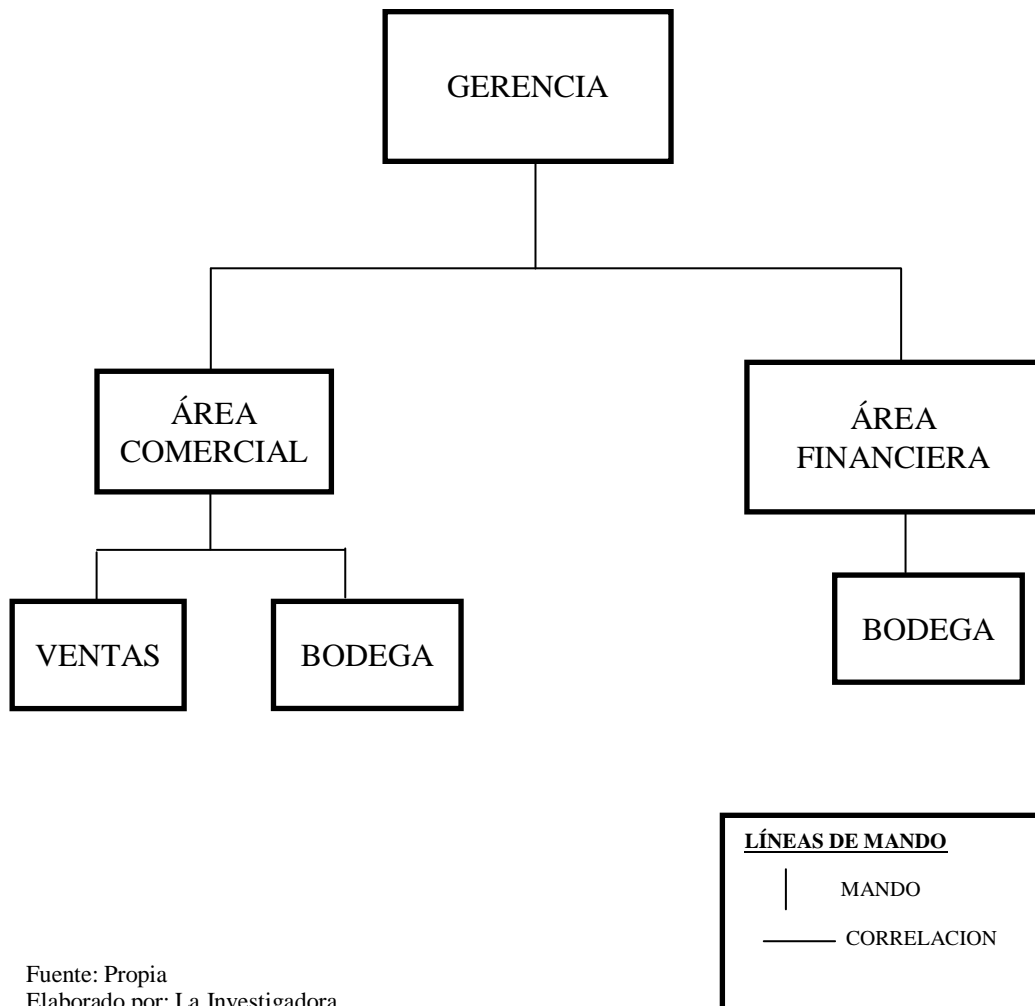 GERENCIA
ÁREA
COMERCIAL
ÁREA
FINANCIERA
VENTAS
BODEGA
BODEGA
LÍNEAS DE MANDO
MANDO
CORRELACION
Fuente: Propia
Elaborado por: La Investigadora